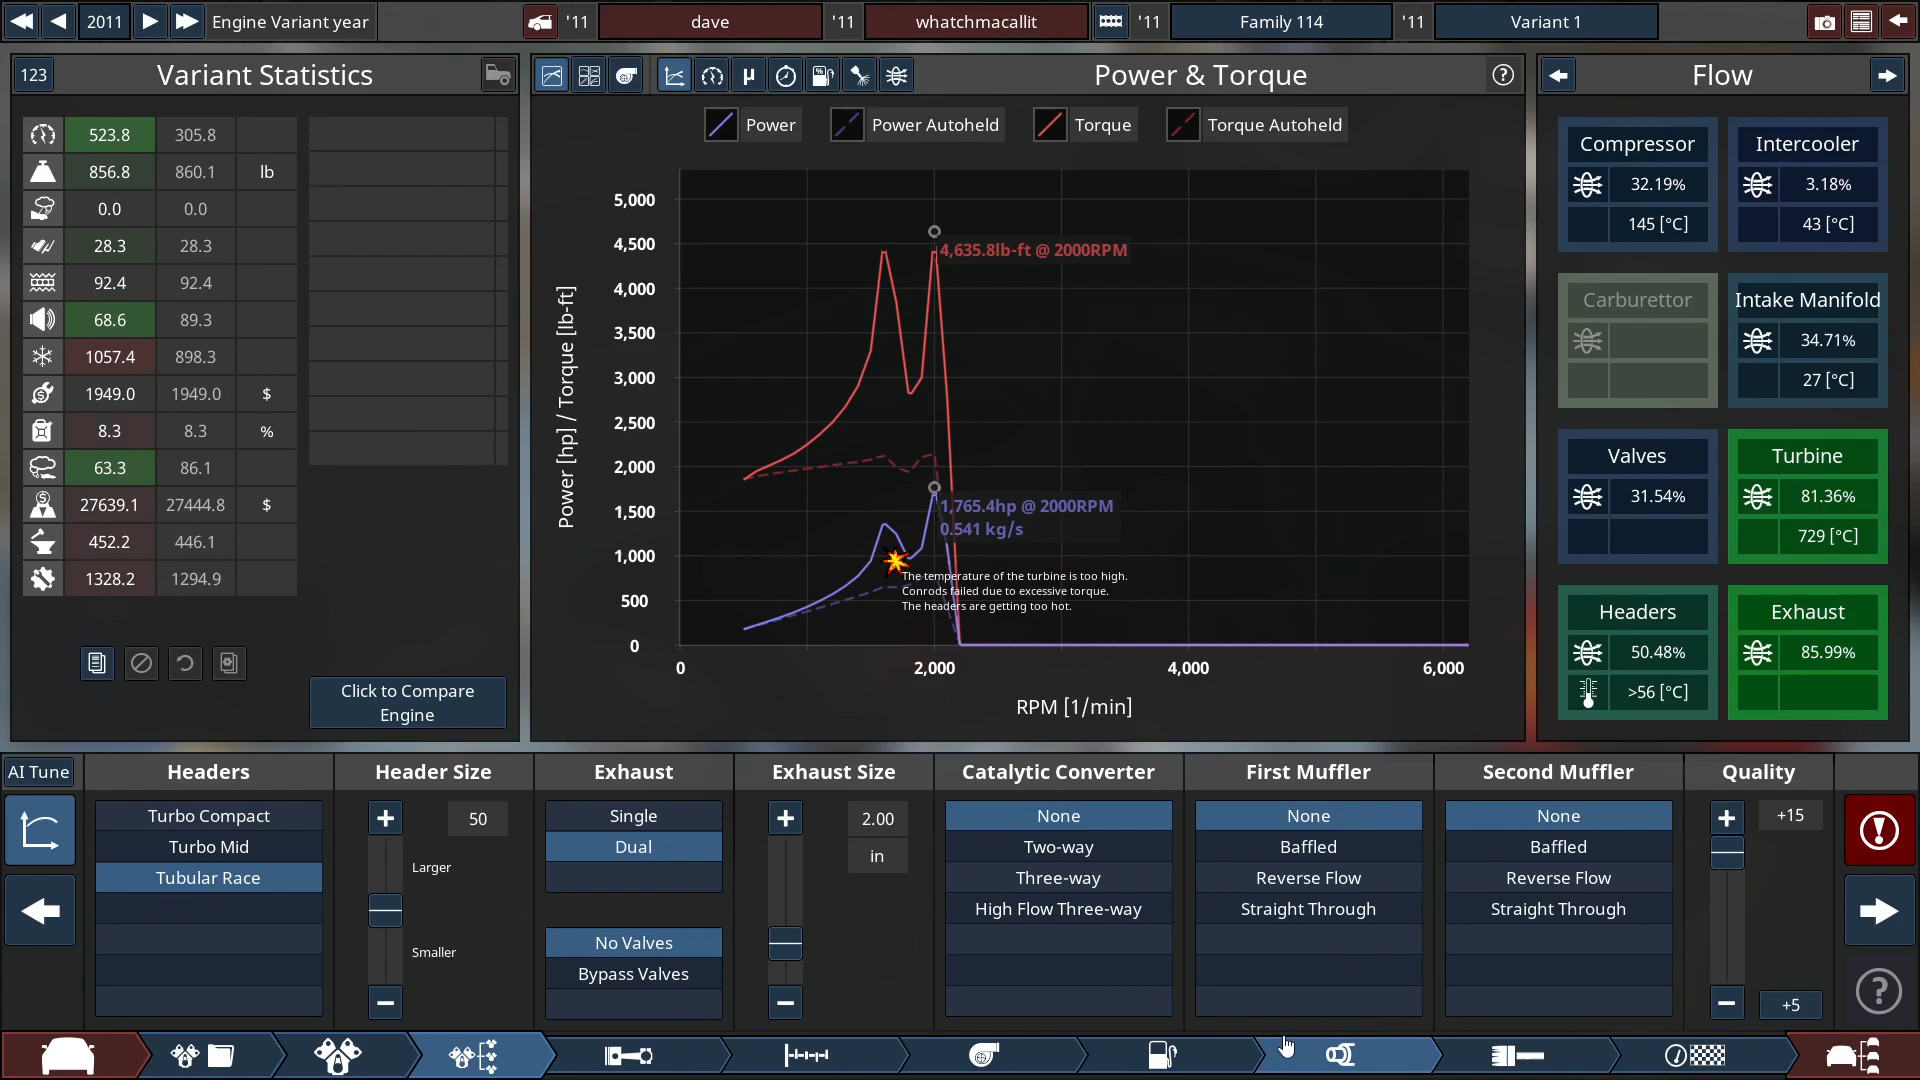 2011
Engine Variant year
'11
dave
'11
whatchmacallit
'11
Family 114
'11
Variant 1
123
Variant Statistics
523.8 305.8
856.8 860.1 lb
0.0 0.0
28.3 28.3
92.4 92.4
68.6 89.3
1057.4 898.3
1949.0 1949.0 $
8.3 8.3 %
63.3 86.1
27639.1 27444.8 $
452.2 446.1
1328.2 1294.9
Click to Compare
Engine
Power & Torque
?
Power
Power Autoheld
Torque
Torque Autoheld
Power [hp] / Torque [lb-ft]
5,000
4,500
4,000
3,500
3,000
2,500
2,000
1,500
1,000
500
0
4,635.8lb-ft @ 2000RPM
1,765.4hp @ 2000RPM
0.541 kg/s
The temperature of the turbine is too high.
Conrods failed due to excessive torque.
The headers are getting too hot.
0 2,000 4,000 6,000
RPM [1/min]
Flow
Compressor
32.19%
145 [°C]
Intercooler
3.18%
43 [°C]
Carburettor
Intake Manifold
34.71%
27 [°C]
Valves
31.54%
Turbine
81.36%
729 [°C]
Headers
50.48%
>56 [°C]
Exhaust
85.99%
AI Tune
Headers
Turbo Compact
Turbo Mid
Tubular Race
Header Size
+
50
Larger
Smaller
−
Exhaust
Single
Dual
No Valves
Bypass Valves
Exhaust Size
+
2.00
in
−
Catalytic Converter
None
Two-way
Three-way
High Flow Three-way
First Muffler
None
Baffled
Reverse Flow
Straight Through
Second Muffler
None
Baffled
Reverse Flow
Straight Through
Quality
+
+15
−
+5
?